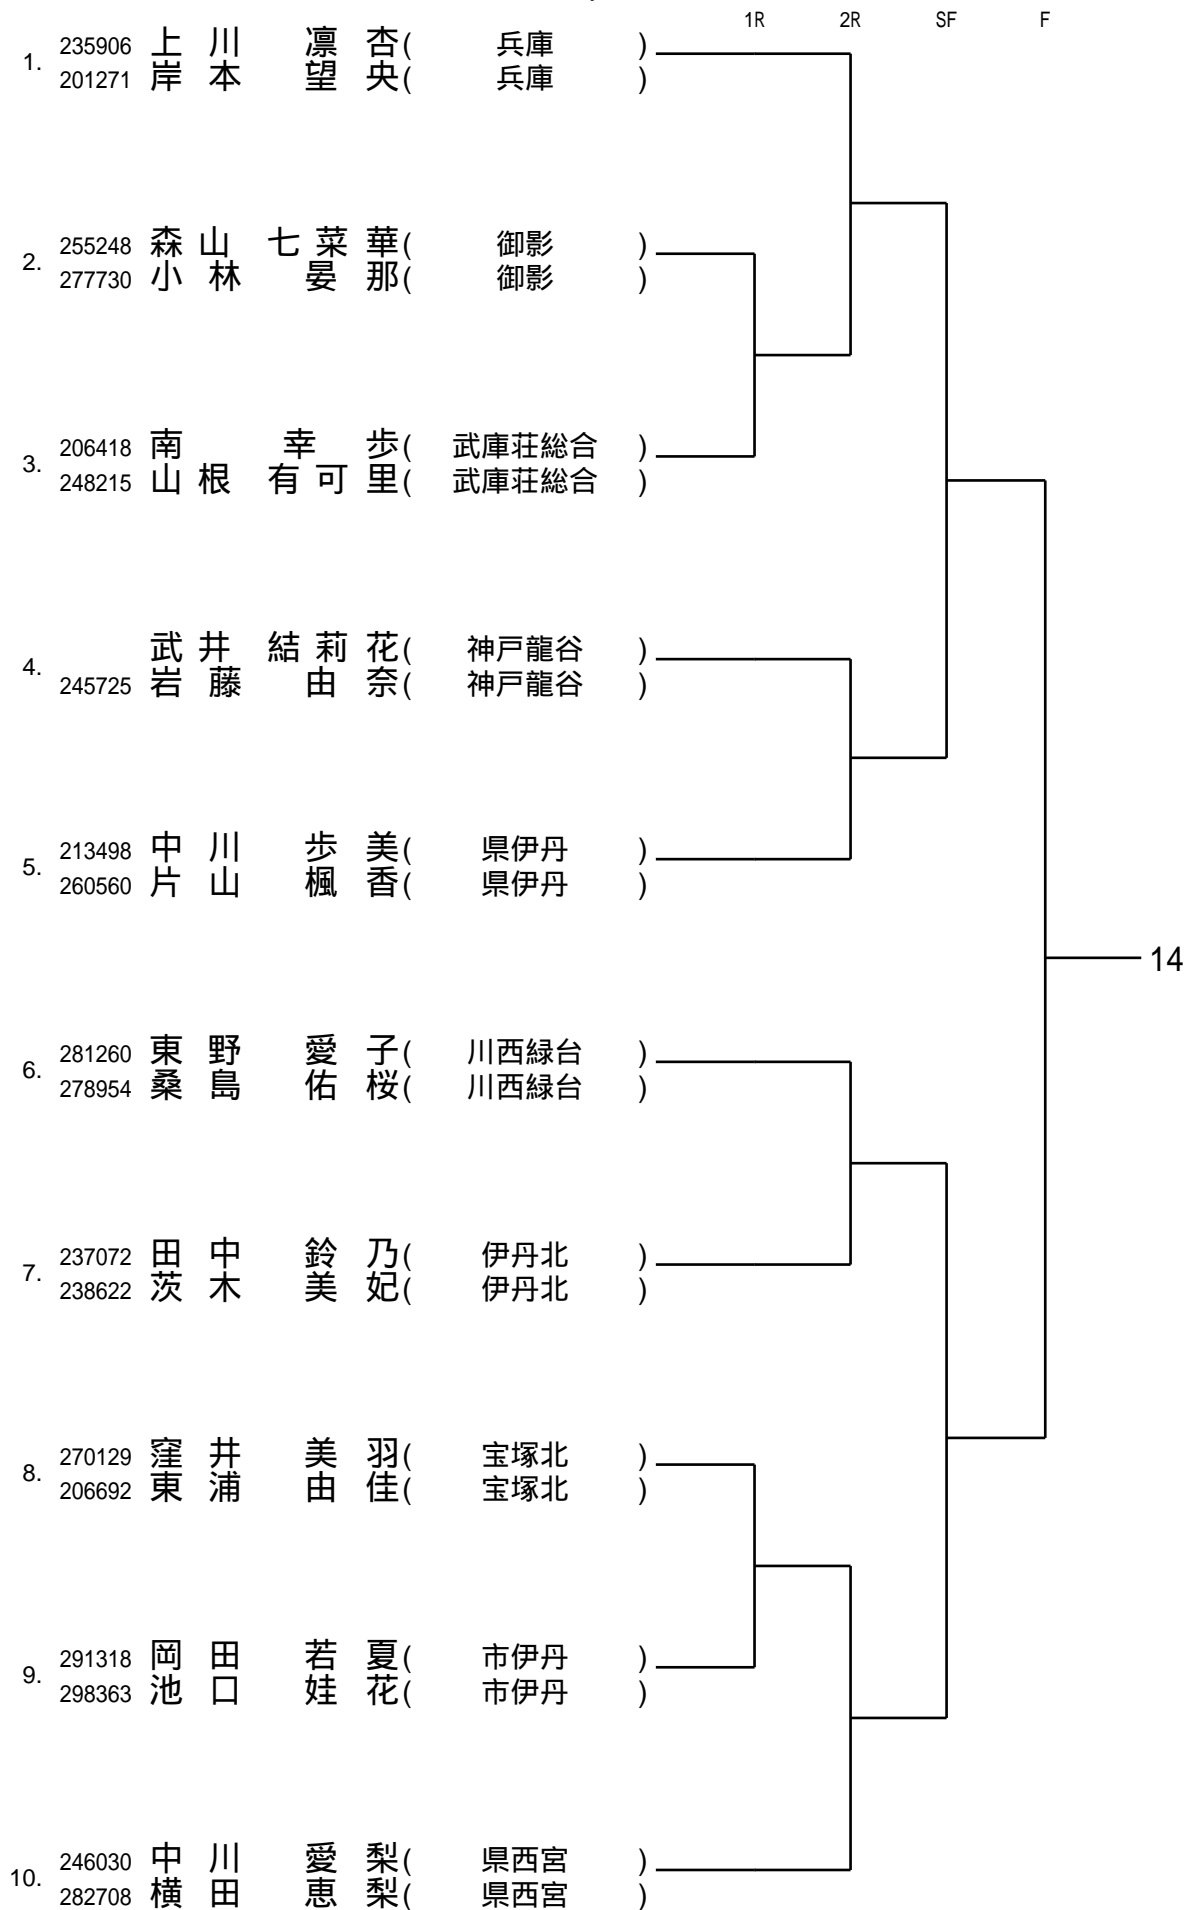 1R 2R SF F
1. 235906 上川 凛杏( 兵庫 )
201271 岸本 望央( 兵庫 )
2. 255248 森山 七菜華( 御影 )
277730 小林 晏那( 御影 )
3. 206418 南 幸歩( 武庫荘総合 )
248215 山根 有可里( 武庫荘総合 )
4. 武井 結莉花( 神戸龍谷 )
245725 岩藤 由奈( 神戸龍谷 )
5. 213498 中川 歩美( 県伊丹 )
260560 片山 楓香( 県伊丹 )
14
6. 281260 東野 愛子( 川西緑台 )
278954 桑島 佑桜( 川西緑台 )
7. 237072 田中 鈴乃( 伊丹北 )
238622 茨木 美妃( 伊丹北 )
8. 270129 窪井 美羽( 宝塚北 )
206692 東浦 由佳( 宝塚北 )
9. 291318 岡田 若夏( 市伊丹 )
298363 池口 娃花( 市伊丹 )
10. 246030 中川 愛梨( 県西宮 )
282708 横田 恵梨( 県西宮 )